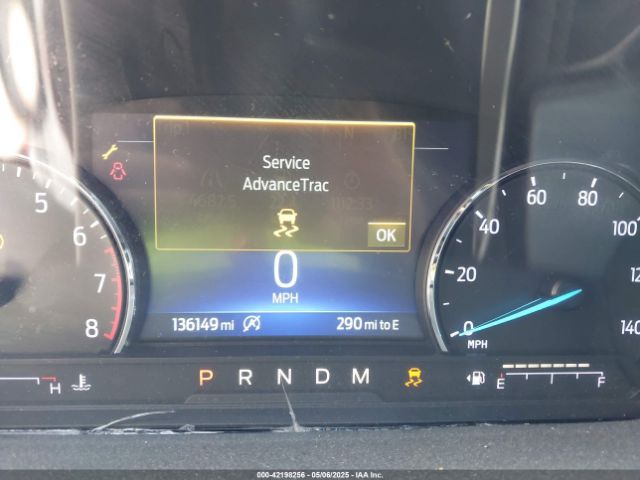 Service
AdvanceTrac
OK
0
MPH
136149 mi
290 mi to E
5
6
7
8
0
20
40
60
80
100
140
MPH
H
P R N D M
E F
000-42198256 05/06/2025 IAA Inc.